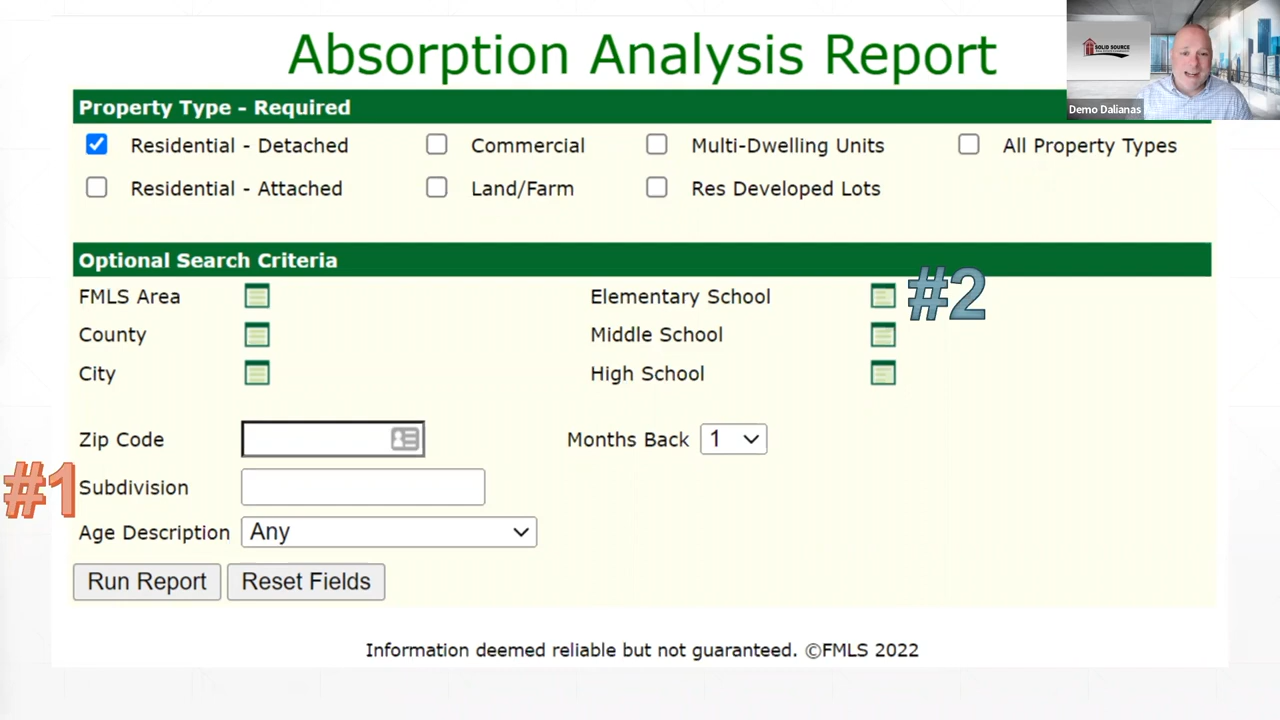 Absorption Analysis Report
SOLID SOURCE
Demo Dalianas
Property Type - Required
Residential - Detached Commercial Multi-Dwelling Units All Property Types
Residential - Attached Land/Farm Res Developed Lots
Optional Search Criteria
FMLS Area Elementary School #2
County Middle School
City High School
Zip Code Months Back 1
#1 Subdivision
Age Description Any
Run Report Reset Fields
Information deemed reliable but not guaranteed. ©FMLS 2022